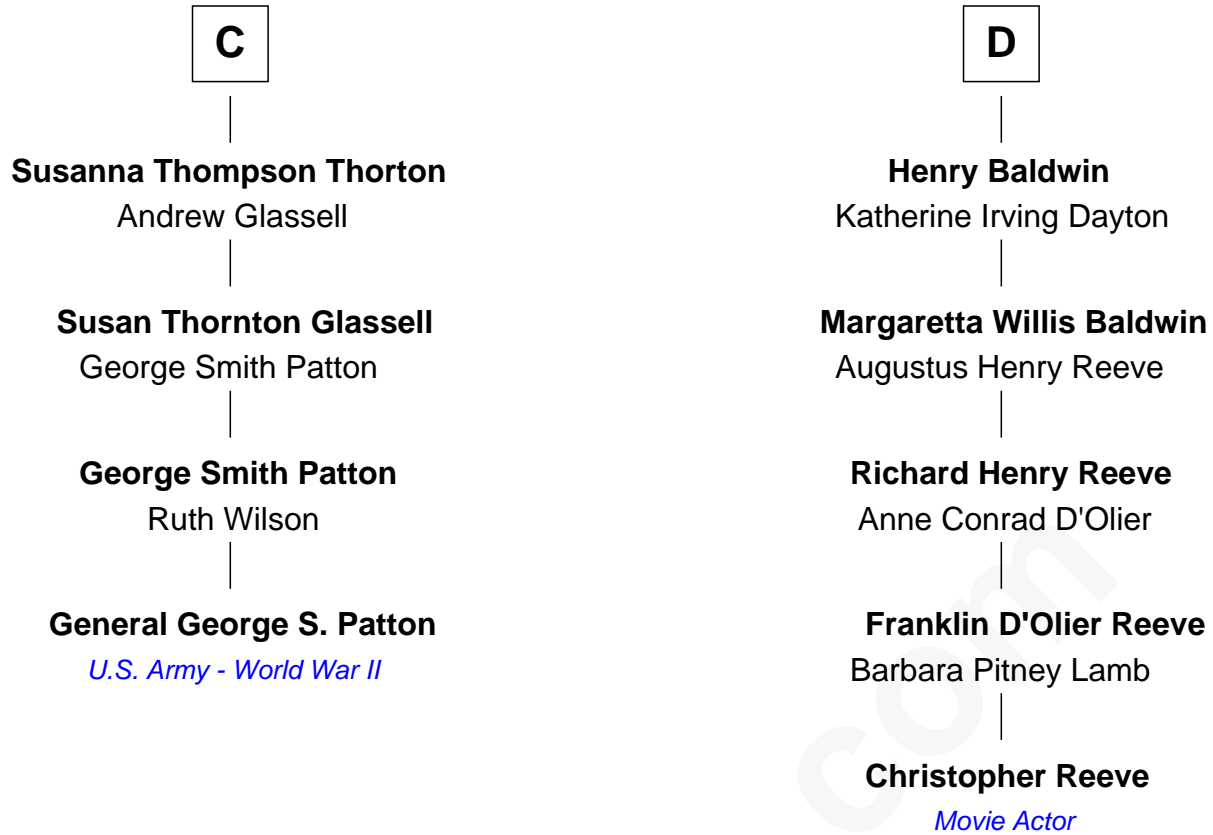 C
Susanna Thompson Thorton
Andrew Glassell
Susan Thornton Glassell
George Smith Patton
George Smith Patton
Ruth Wilson
General George S. Patton
U.S. Army - World War II
D
Henry Baldwin
Katherine Irving Dayton
Margaretta Willis Baldwin
Augustus Henry Reeve
Richard Henry Reeve
Anne Conrad D'Olier
Franklin D'Olier Reeve
Barbara Pitney Lamb
Christopher Reeve
Movie Actor
com